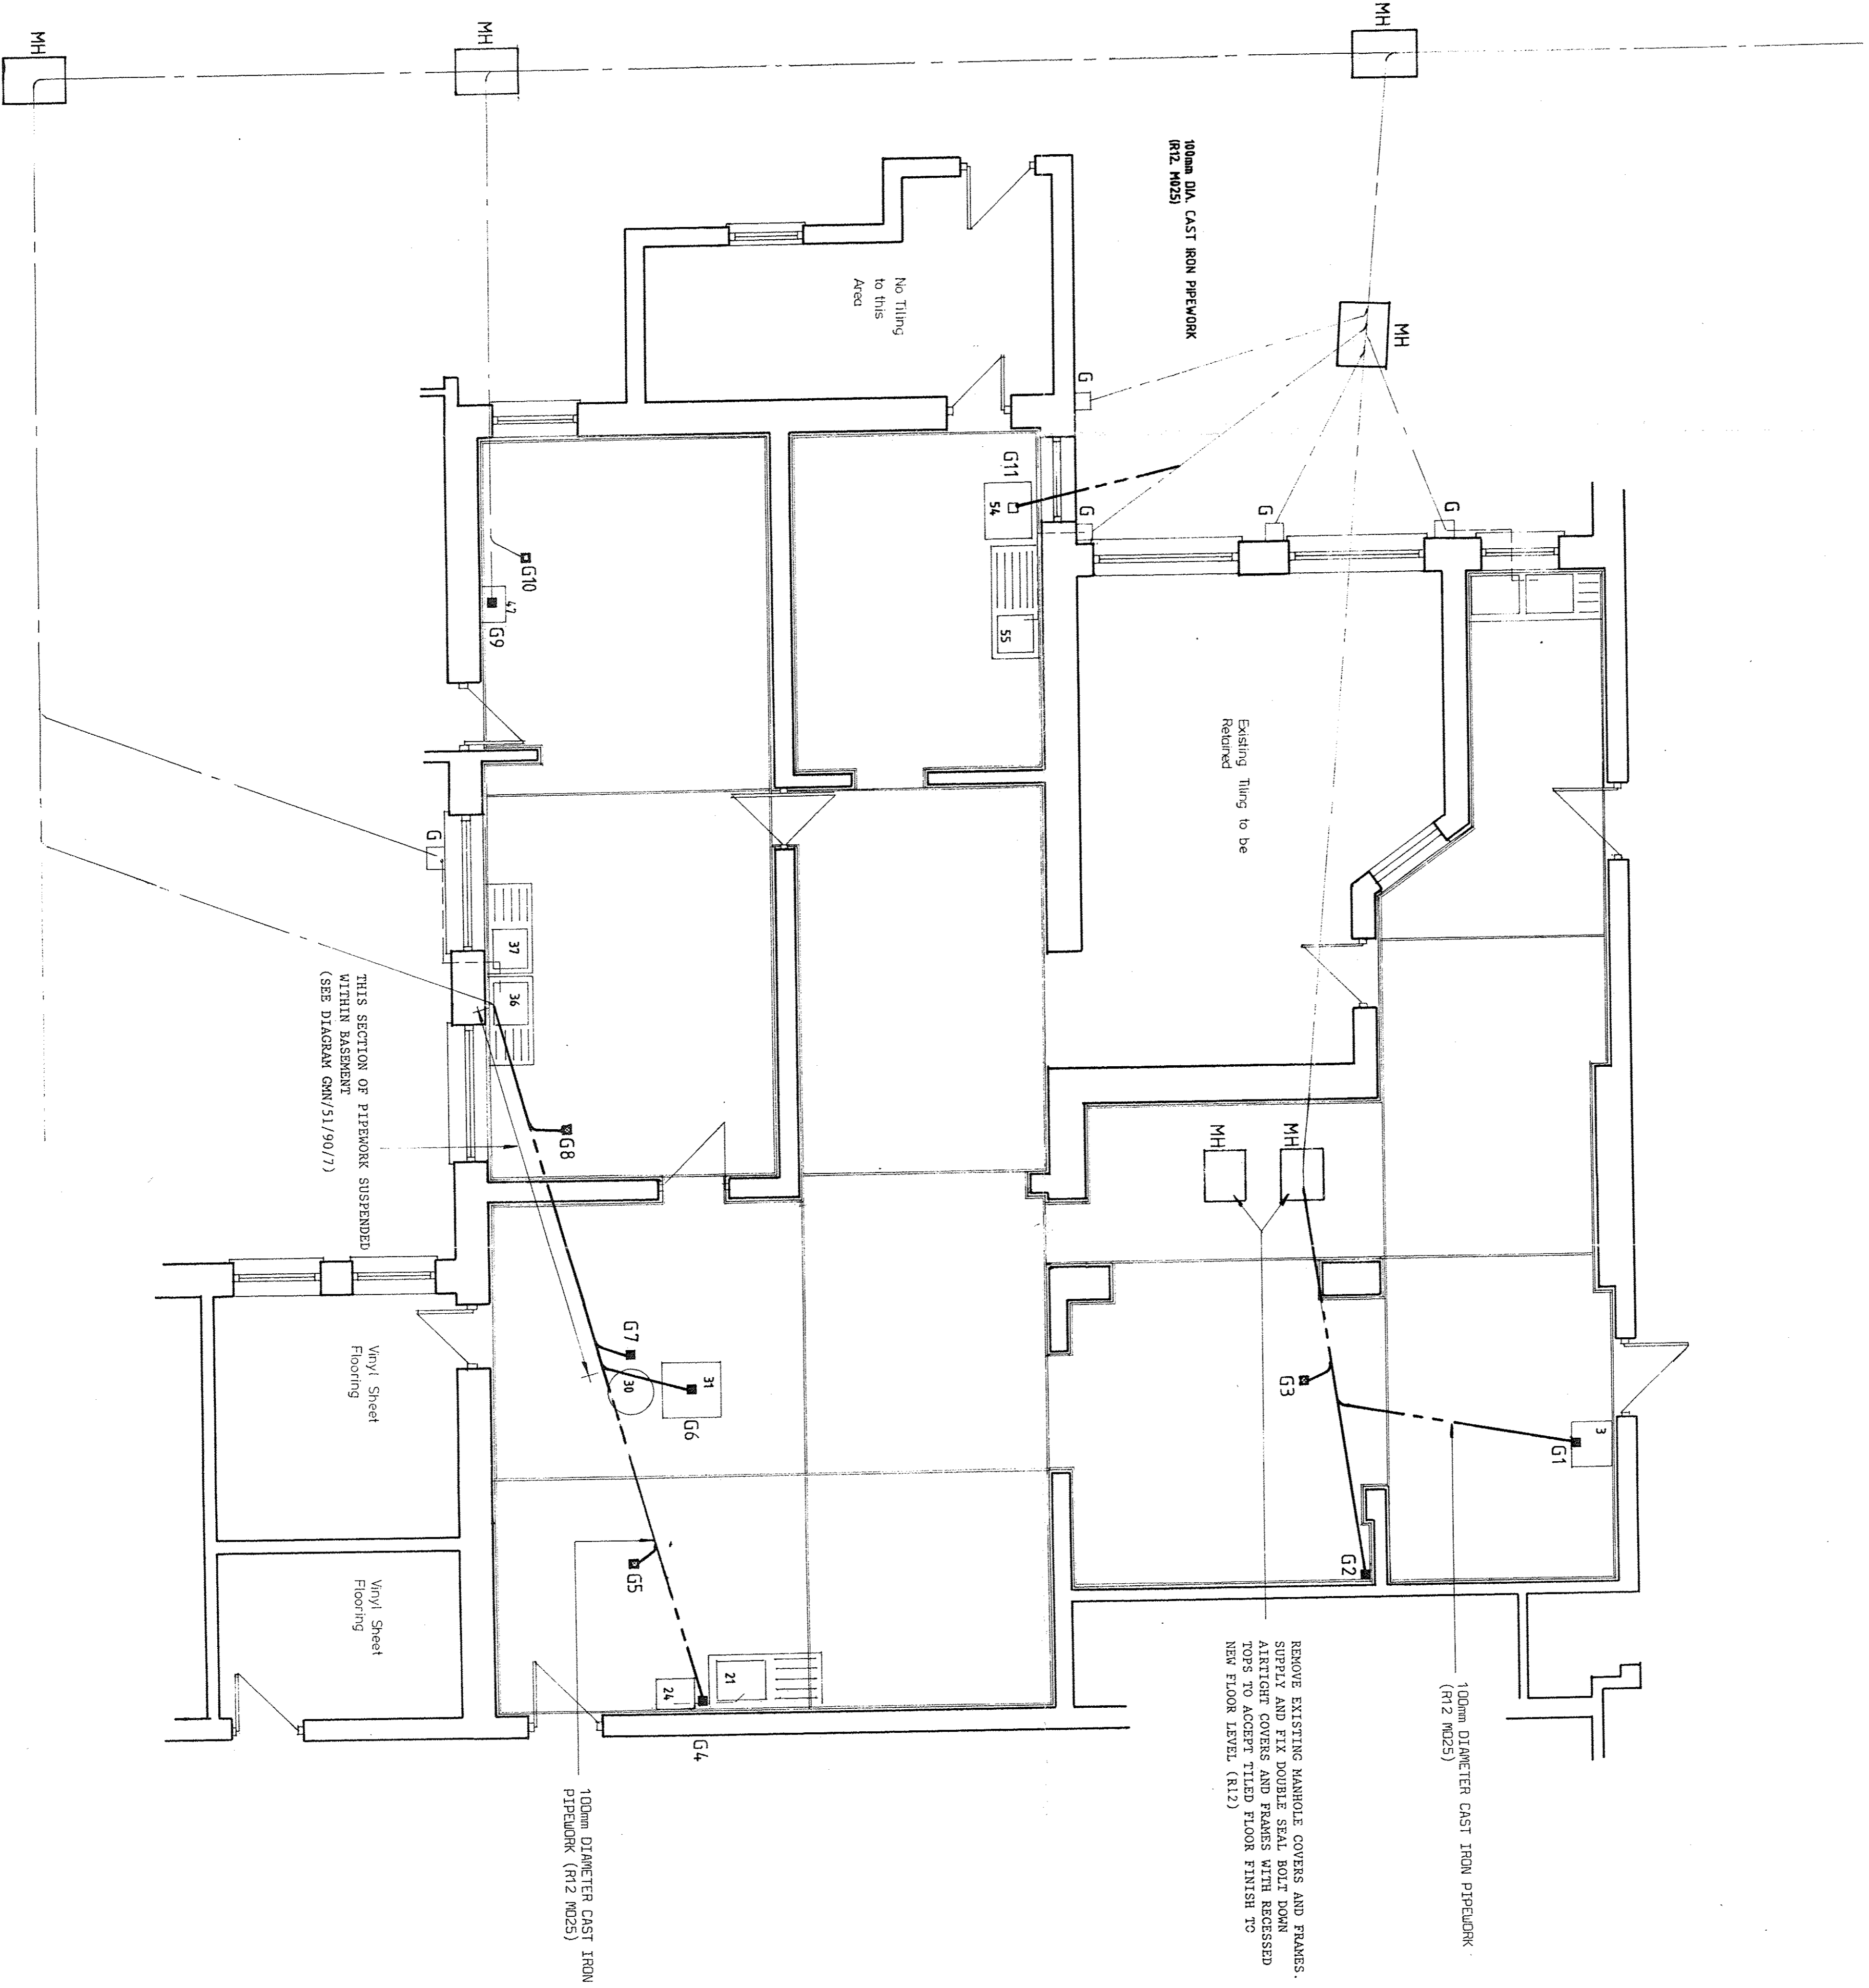 MH
MH
MH
100mm DIA. CAST IRON PIPEWORK
(R12. M025)
MH
No Tiling
to this
Area
G
G11
54
G
G
G
55
G10
47
G9
Existing Tiling to be
Retained
G
37
36
THIS SECTION OF PIPEWORK SUSPENDED
WITHIN BASEMENT
(SEE DIAGRAM GMN/51/90/7)
G8
MH
MH
G7
30
31
G6
G3
3
G1
G2
G5
Vinyl Sheet
Flooring
Vinyl Sheet
Flooring
21
24
G4
100mm DIAMETER CAST IRON PIPEWORK
(R12 M025)
REMOVE EXISTING MANHOLE COVERS AND FRAMES.
SUPPLY AND FIX DOUBLE SEAL BOLT DOWN
AIRTIGHT COVERS AND FRAMES WITH RECESSED
TOPS TO ACCEPT TILED FLOOR FINISH TO
NEW FLOOR LEVEL (R12)
100mm DIAMETER CAST IRON
PIPEWORK (R12 M025)